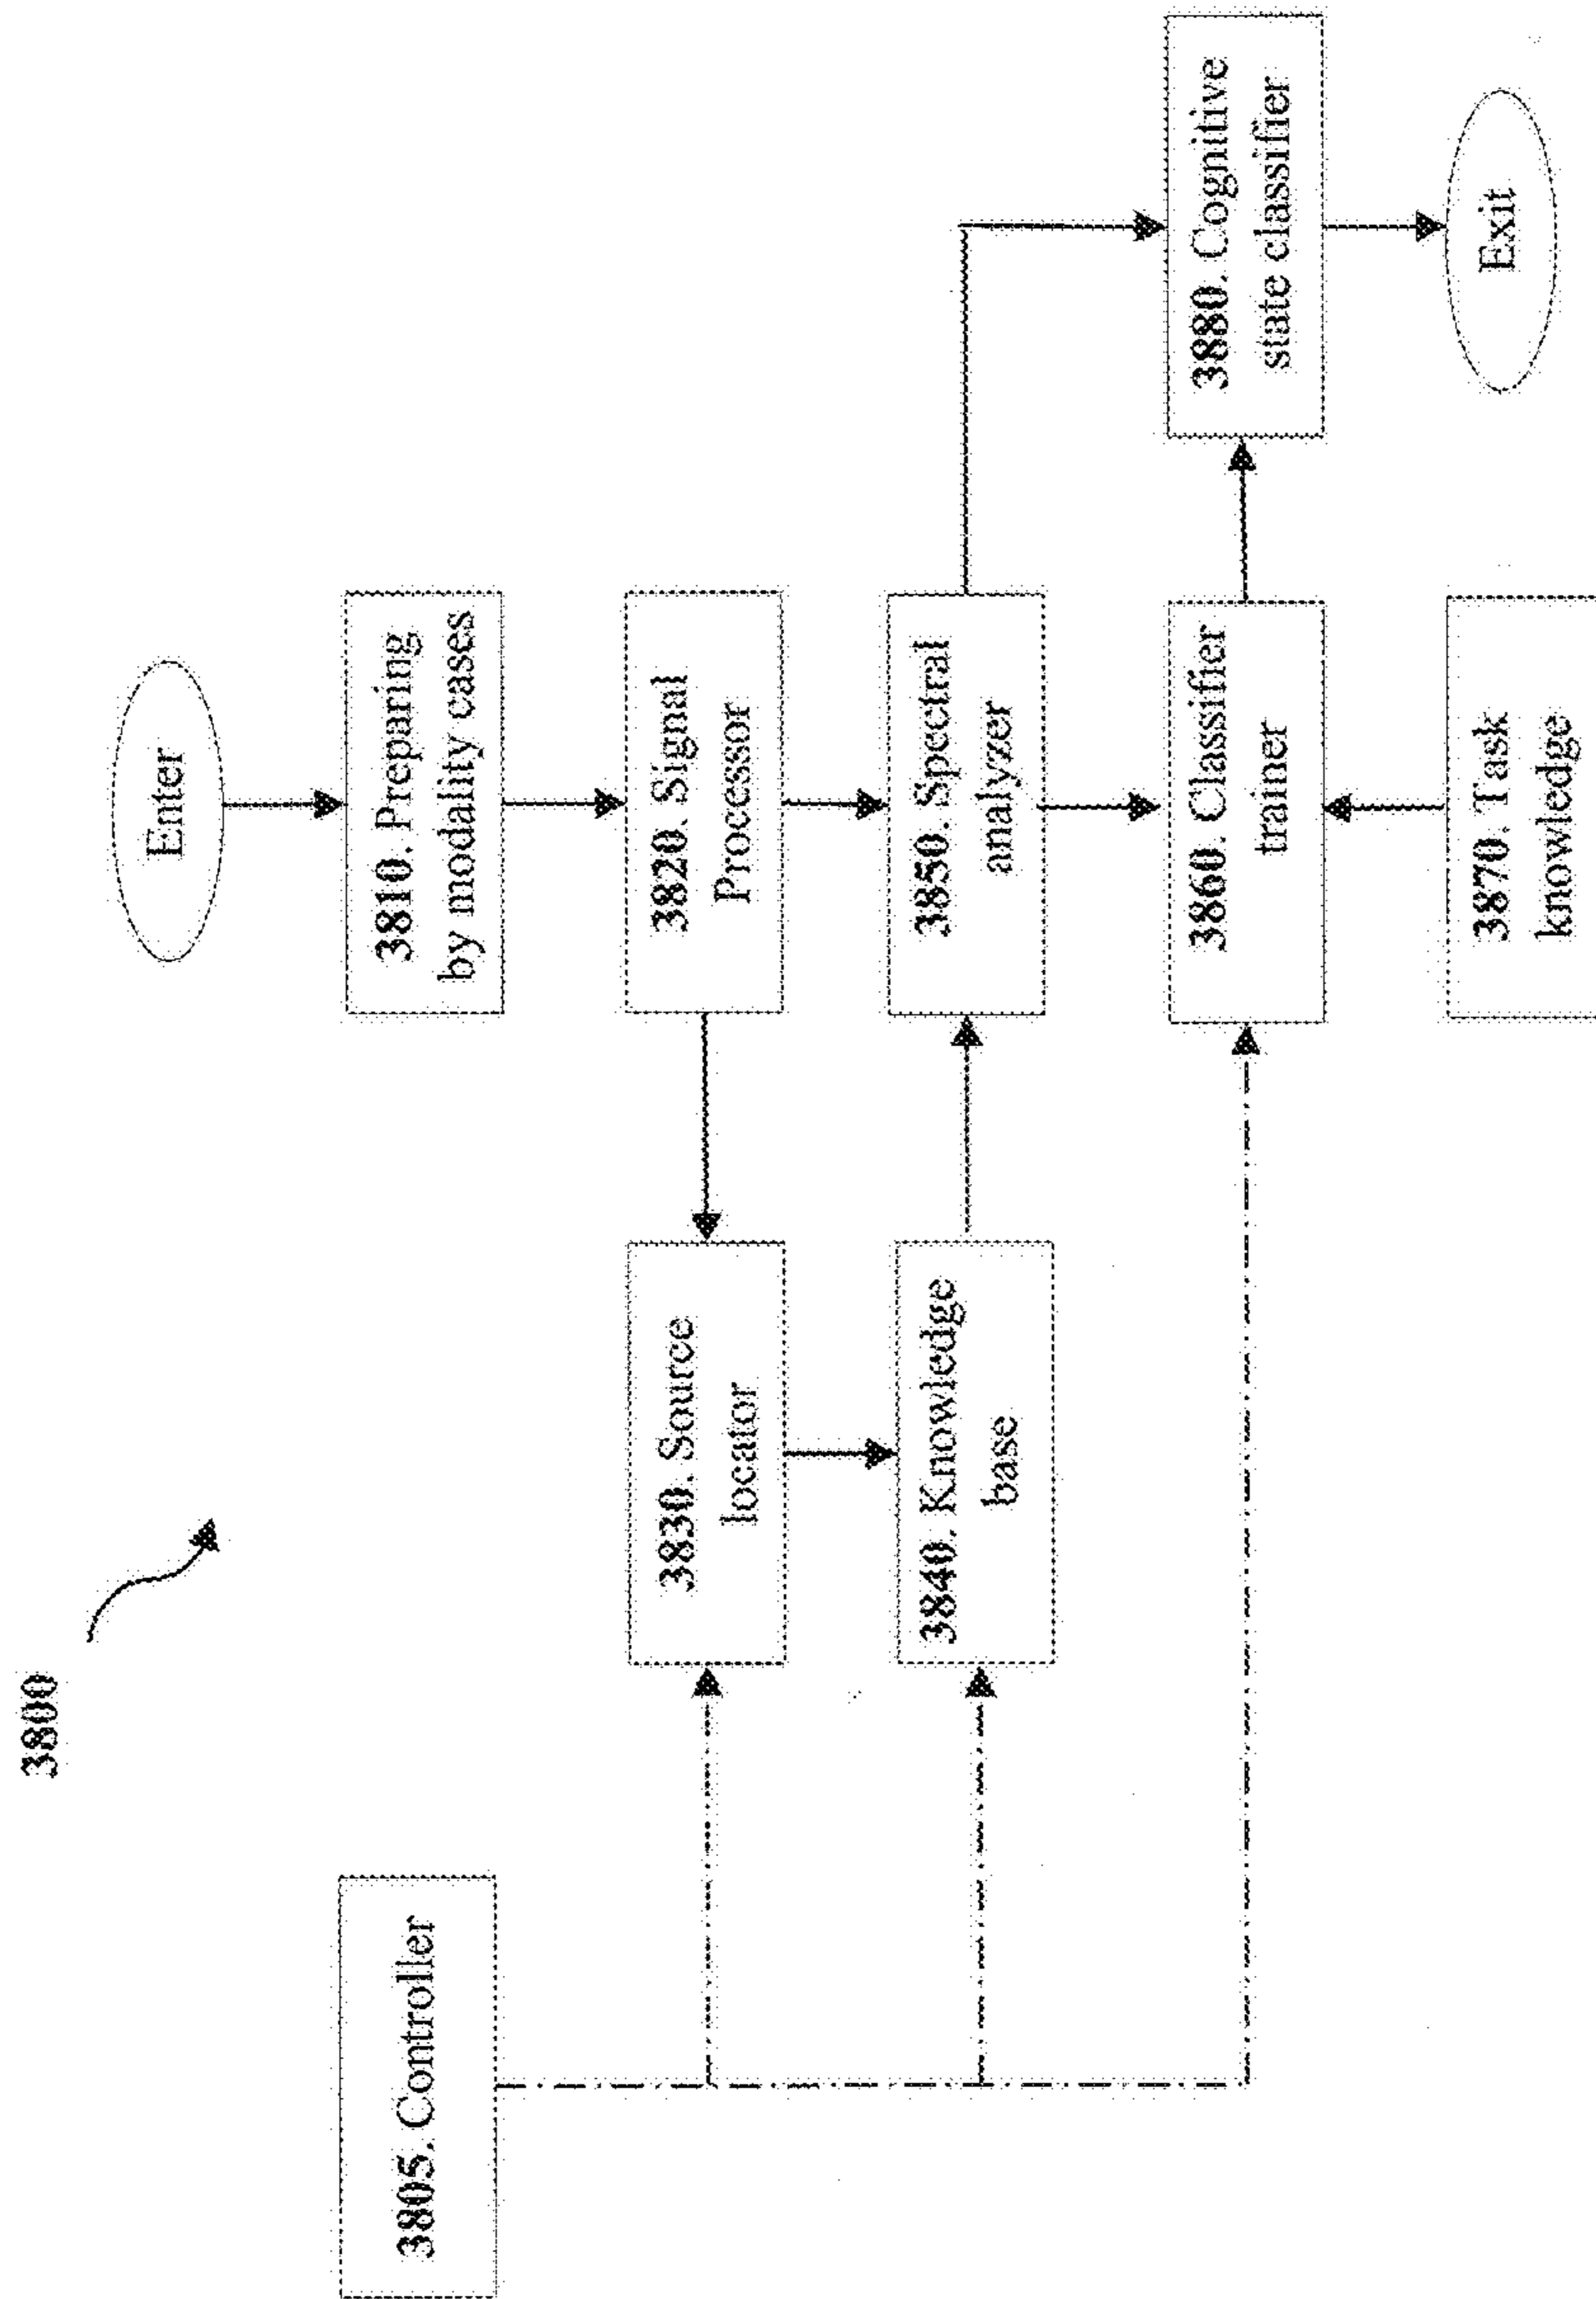 3800
Enter
3805. Controller
3810. Preparing
by modality cases
3830. Source
locator
3820. Signal
Processor
3840. Knowledge
base
3850. Spectral
analyzer
3860. Classifier
trainer
3880. Cognitive
state classifier
3870. Task
knowledge
Exit